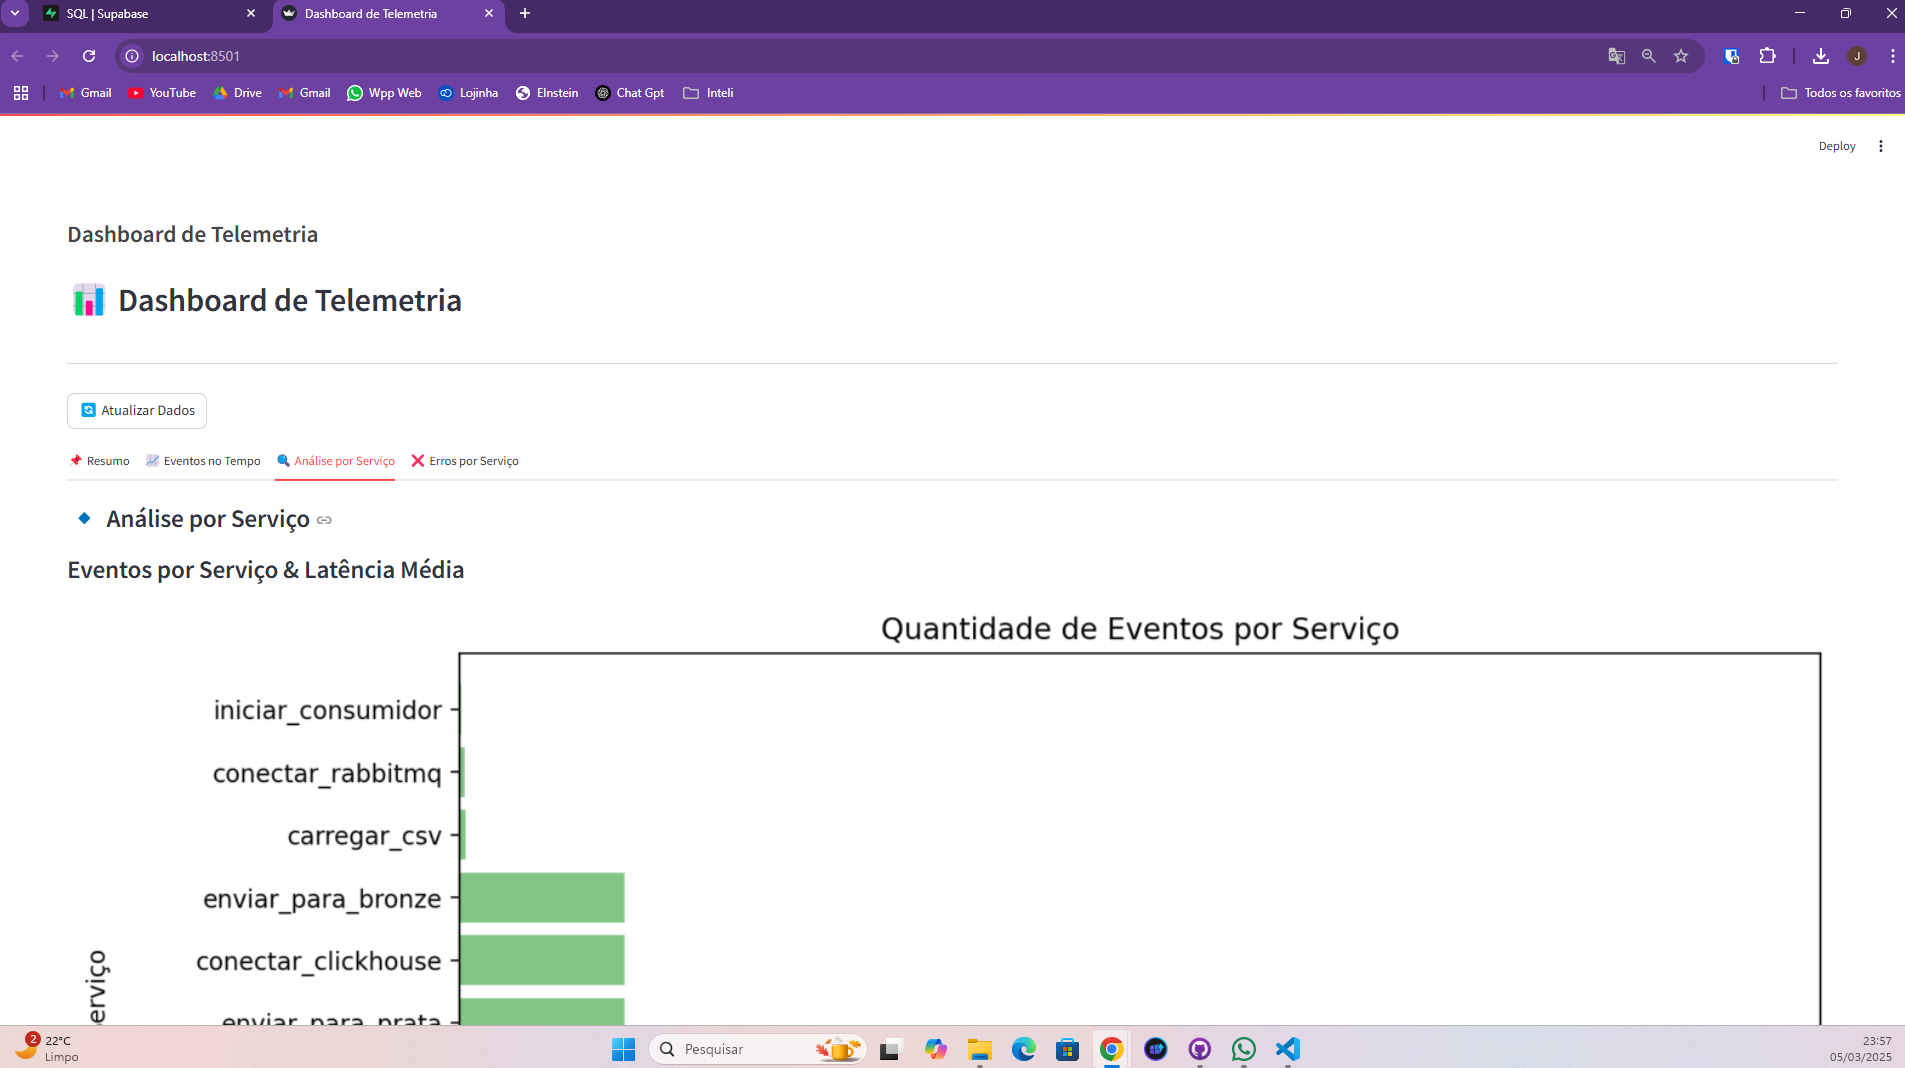 SQL | Supabase
Dashboard de Telemetria
localhost:8501
Gmail YouTube Drive Gmail Wpp Web Lojinha EInstein Chat Gpt Inteli Todos os favoritos
J
Deploy
Dashboard de Telemetria
Dashboard de Telemetria
Atualizar Dados
Resumo Eventos no Tempo Análise por Serviço Erros por Serviço
Análise por Serviço
Eventos por Serviço & Latência Média
Quantidade de Eventos por Serviço
iniciar_consumidor
conectar_rabbitmq
carregar_csv
enviar_para_bronze
conectar_clickhouse
enviar_para_prata
erviço
2
22°C
Limpo
Pesquisar
23:57
05/03/2025